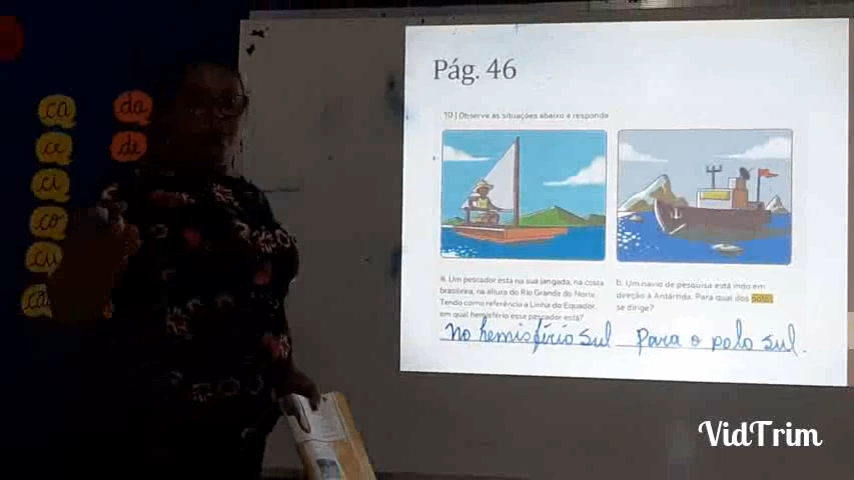 Pág. 46
10 | Observe as situações abaixo e responda
a. Um pescador está na sua jangada, na costa
brasileira, na altura do Rio Grande do Norte.
Tendo como referência a Linha do Equador,
em qual hemisfério esse pescador está?
no hemisfério sul
b. Um navio de pesquisa está indo em
direção à Antártida. Para qual dos polos
se dirige?
para o polo sul.
ca
ce
ci
co
cu
da
de
VidTrim